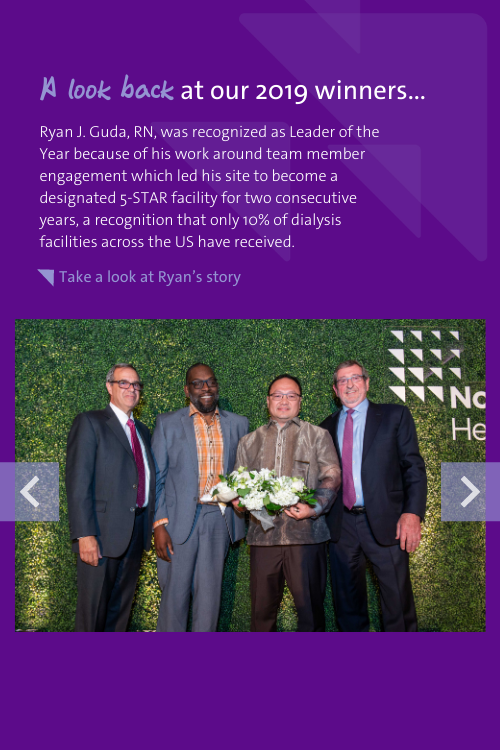 A look back at our 2019 winners...
Ryan J. Guda, RN, was recognized as Leader of the
Year because of his work around team member
engagement which led his site to become a
designated 5-STAR facility for two consecutive
years, a recognition that only 10% of dialysis
facilities across the US have received.
Take a look at Ryan's story
No
He